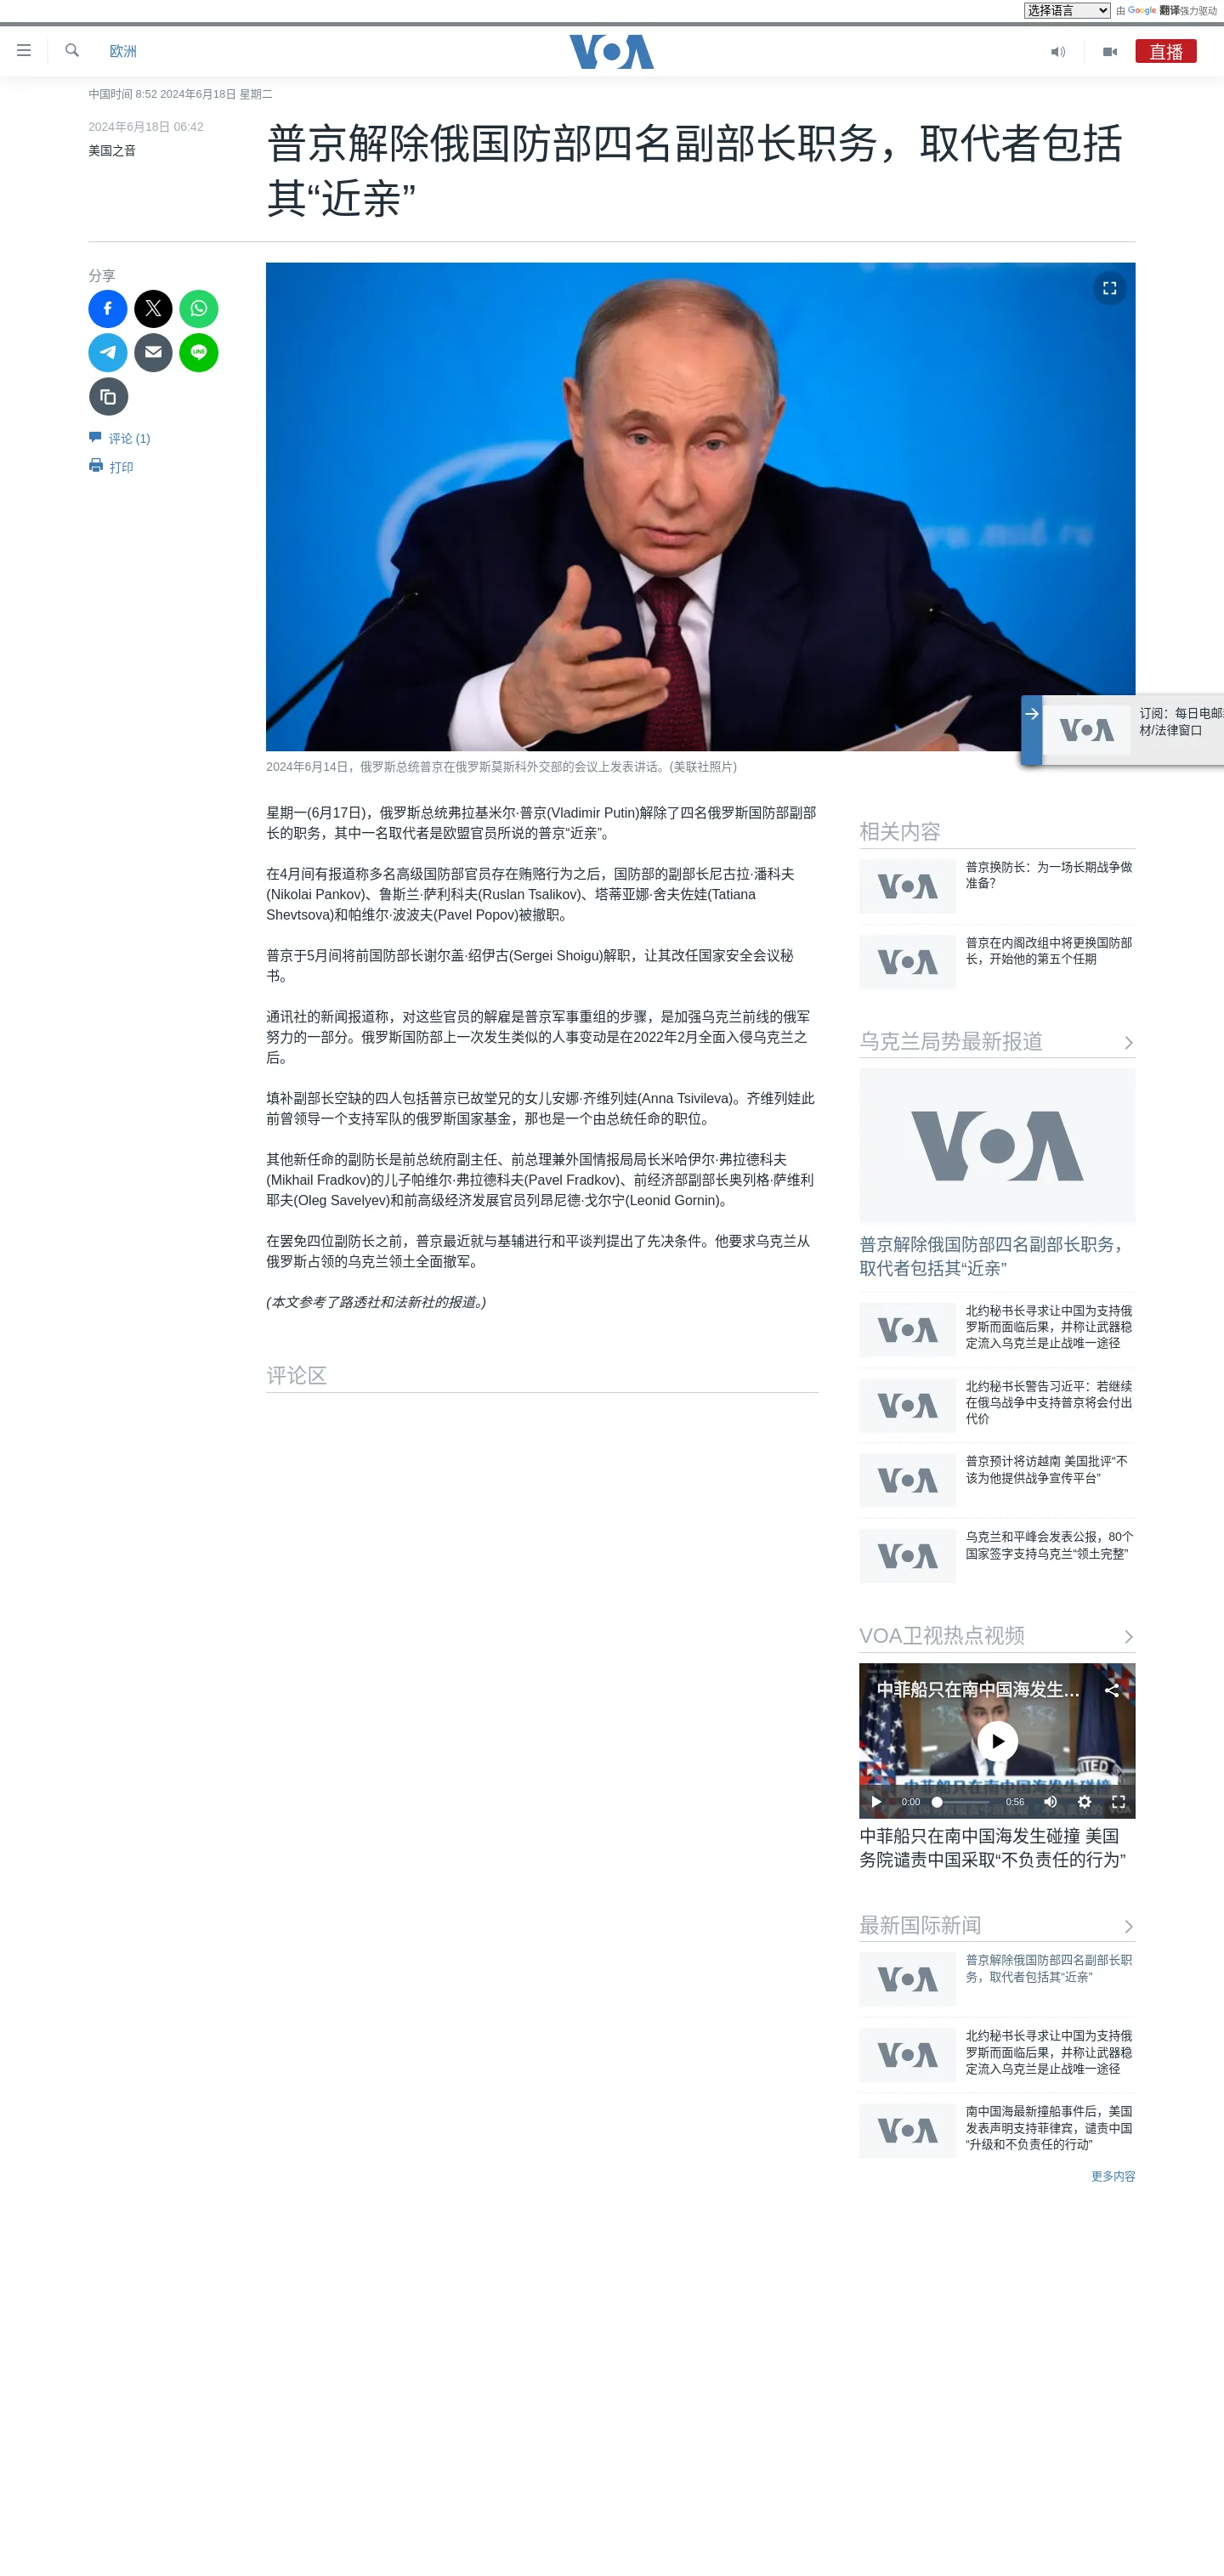 选择语言
由 Google 翻译强力驱动
欧洲
VOA
直播
中国时间 8:52 2024年6月18日 星期二
2024年6月18日 06:42
美国之音
普京解除俄国防部四名副部长职务，取代者包括
其“近亲”
分享
LINE
评论 (1)
打印
www.mid.ru
2024年6月14日，俄罗斯总统普京在俄罗斯莫斯科外交部的会议上发表讲话。(美联社照片)
VOA
订阅：每日电邮
材/法律窗口
星期一(6月17日)，俄罗斯总统弗拉基米尔·普京(Vladimir Putin)解除了四名俄罗斯国防部副部
长的职务，其中一名取代者是欧盟官员所说的普京“近亲”。
在4月间有报道称多名高级国防部官员存在贿赂行为之后，国防部的副部长尼古拉·潘科夫
(Nikolai Pankov)、鲁斯兰·萨利科夫(Ruslan Tsalikov)、塔蒂亚娜·舍夫佐娃(Tatiana
Shevtsova)和帕维尔·波波夫(Pavel Popov)被撤职。
普京于5月间将前国防部长谢尔盖·绍伊古(Sergei Shoigu)解职，让其改任国家安全会议秘
书。
通讯社的新闻报道称，对这些官员的解雇是普京军事重组的步骤，是加强乌克兰前线的俄军
努力的一部分。俄罗斯国防部上一次发生类似的人事变动是在2022年2月全面入侵乌克兰之
后。
填补副部长空缺的四人包括普京已故堂兄的女儿安娜·齐维列娃(Anna Tsivileva)。齐维列娃此
前曾领导一个支持军队的俄罗斯国家基金，那也是一个由总统任命的职位。
其他新任命的副防长是前总统府副主任、前总理兼外国情报局局长米哈伊尔·弗拉德科夫
(Mikhail Fradkov)的儿子帕维尔·弗拉德科夫(Pavel Fradkov)、前经济部副部长奥列格·萨维利
耶夫(Oleg Savelyev)和前高级经济发展官员列昂尼德·戈尔宁(Leonid Gornin)。
在罢免四位副防长之前，普京最近就与基辅进行和平谈判提出了先决条件。他要求乌克兰从
俄罗斯占领的乌克兰领土全面撤军。
(本文参考了路透社和法新社的报道。)
评论区
相关内容
VOA
普京换防长：为一场长期战争做
准备？
VOA
普京在内阁改组中将更换国防部
长，开始他的第五个任期
乌克兰局势最新报道
VOA
普京解除俄国防部四名副部长职务，
取代者包括其“近亲”
VOA
北约秘书长寻求让中国为支持俄
罗斯而面临后果，并称让武器稳
定流入乌克兰是止战唯一途径
VOA
北约秘书长警告习近平：若继续
在俄乌战争中支持普京将会付出
代价
VOA
普京预计将访越南 美国批评“不
该为他提供战争宣传平台”
VOA
乌克兰和平峰会发表公报，80个
国家签字支持乌克兰“领土完整”
VOA卫视热点视频
中菲船只在南中国海发生...
中菲船只在南中国海发生碰撞
0:00
0:56
VOA
中菲船只在南中国海发生碰撞 美国
务院谴责中国采取“不负责任的行为”
最新国际新闻
VOA
普京解除俄国防部四名副部长职
务，取代者包括其“近亲”
VOA
北约秘书长寻求让中国为支持俄
罗斯而面临后果，并称让武器稳
定流入乌克兰是止战唯一途径
VOA
南中国海最新撞船事件后，美国
发表声明支持菲律宾，谴责中国
“升级和不负责任的行动”
更多内容